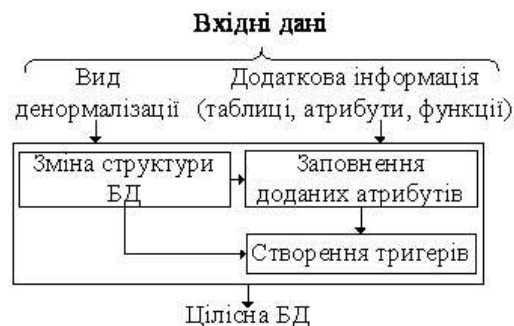 Вхідні дані
Вид
денормалізації
Додаткова інформація
(таблиці, атрибути, функції)
Зміна структури
БД
Заповнення
доданих атрибутів
Створення тригерів
Цілісна БД